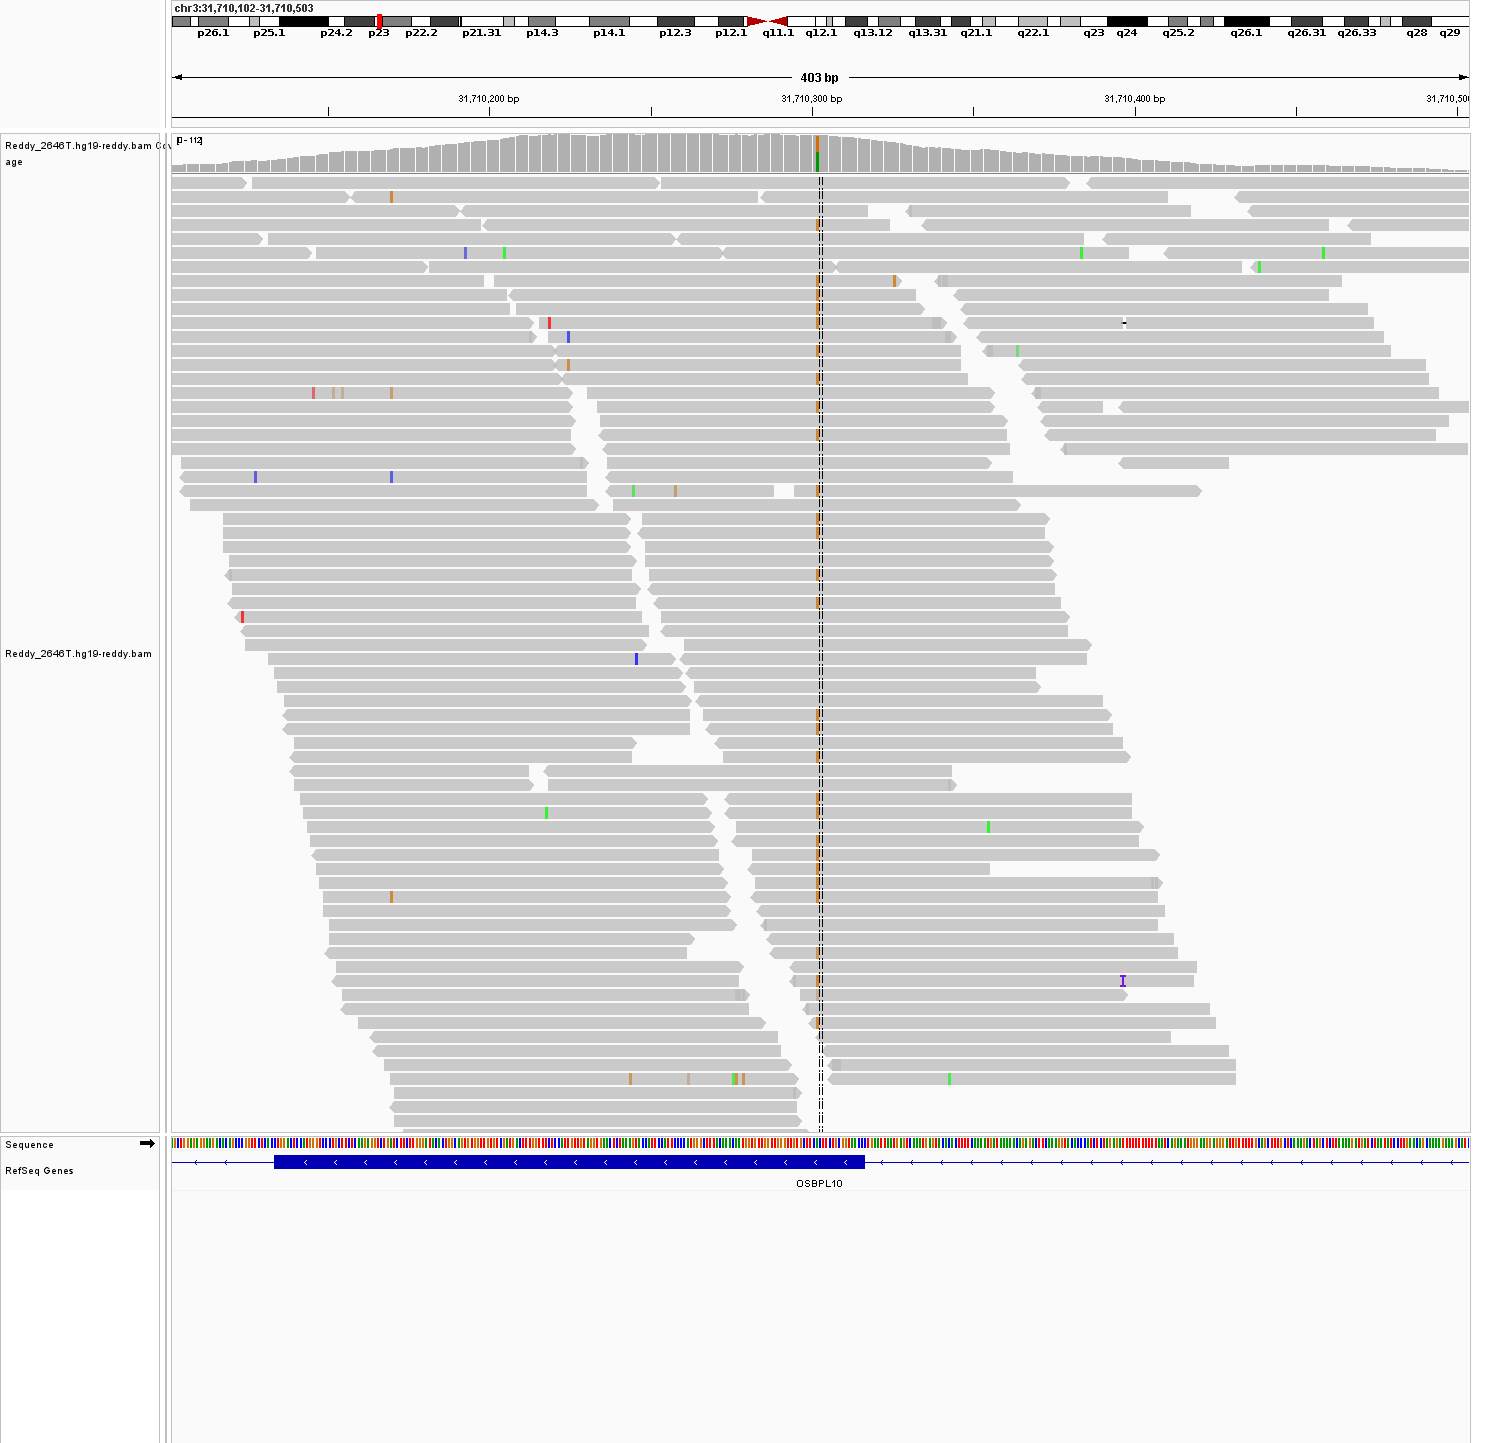 chr3:31,710,102-31,710,503
p26.1 p25.1 p24.2 p23 p22.2 p21.31 p14.3 p14.1 p12.3 p12.1 q11.1 q12.1 q13.12 q13.31 q21.1 q22.1 q23 q24 q25.2 q26.1 q26.31 q26.33 q28 q29
403 bp
31,710,200 bp 31,710,300 bp 31,710,400 bp 31,710,50
Reddy_2646T.hg19-reddy.bam Cov
age
[0 - 112]
Reddy_2646T.hg19-reddy.bam
Sequence
RefSeq Genes
OSBPL10